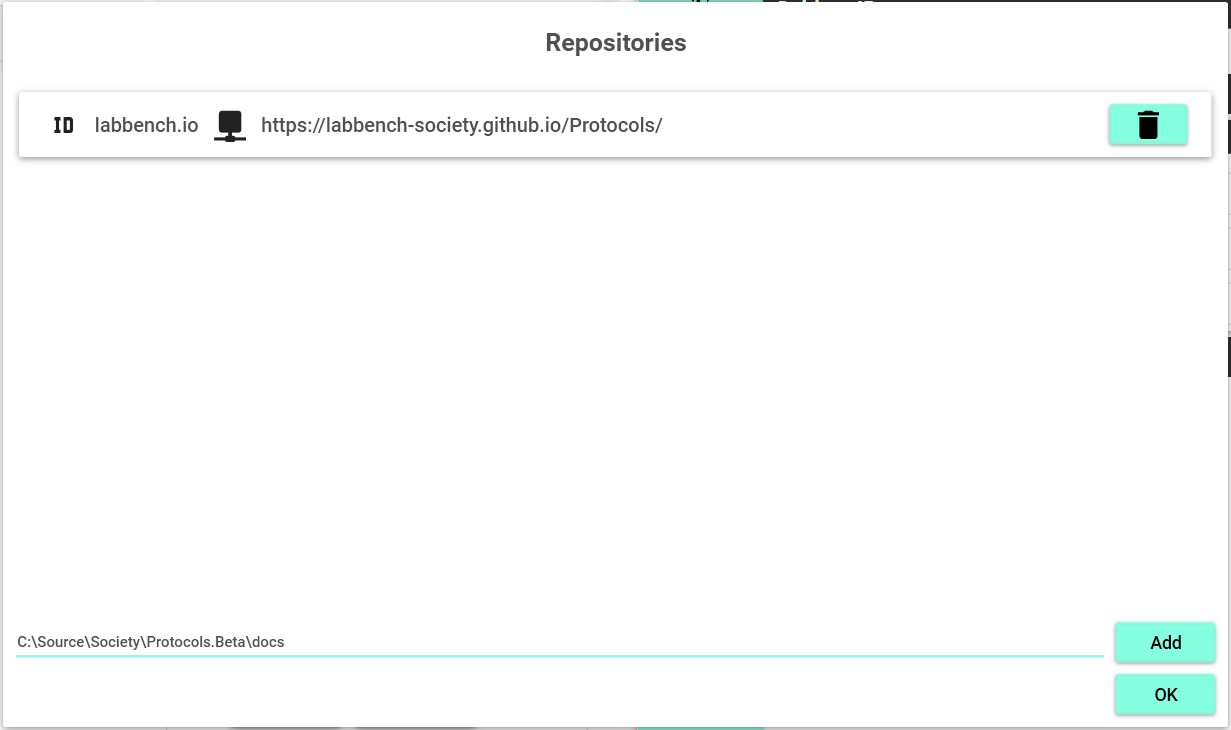 Repositories
ID labbench.io https://labbench-society.github.io/Protocols/
C:\Source\Society\Protocols.Beta\docs
Add
OK